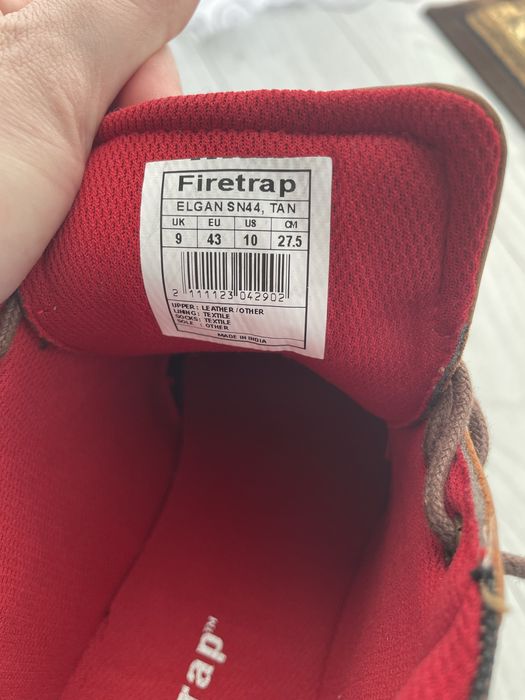 Firetrap
ELGAN SN44, TAN
UK EU US CM
9 43 10 27.5
2 111123 042902
UPPER : LEATHER /OTHER
LINING : TEXTILE
SOCKS : TEXTILE
SOLE : OTHER
MADE IN INDIA
trap™